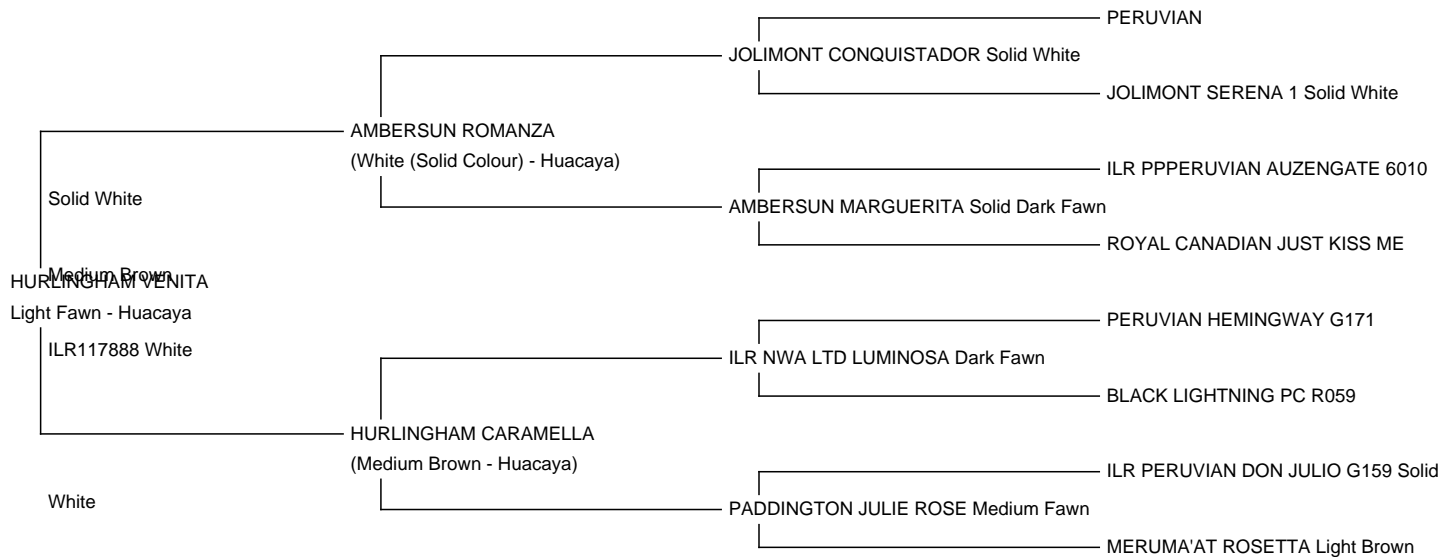 PERUVIAN
JOLIMONT CONQUISTADOR Solid White
JOLIMONT SERENA 1 Solid White
AMBERSUN ROMANZA
(White (Solid Colour) - Huacaya)
ILR PPPERUVIAN AUZENGATE 6010
Solid White
AMBERSUN MARGUERITA Solid Dark Fawn
ROYAL CANADIAN JUST KISS ME
Medium Brown
HURLINGHAM VENITA
Light Fawn - Huacaya
PERUVIAN HEMINGWAY G171
ILR117888 White
ILR NWA LTD LUMINOSA Dark Fawn
BLACK LIGHTNING PC R059
HURLINGHAM CARAMELLA
(Medium Brown - Huacaya)
ILR PERUVIAN DON JULIO G159 Solid
White
PADDINGTON JULIE ROSE Medium Fawn
MERUMA'AT ROSETTA Light Brown